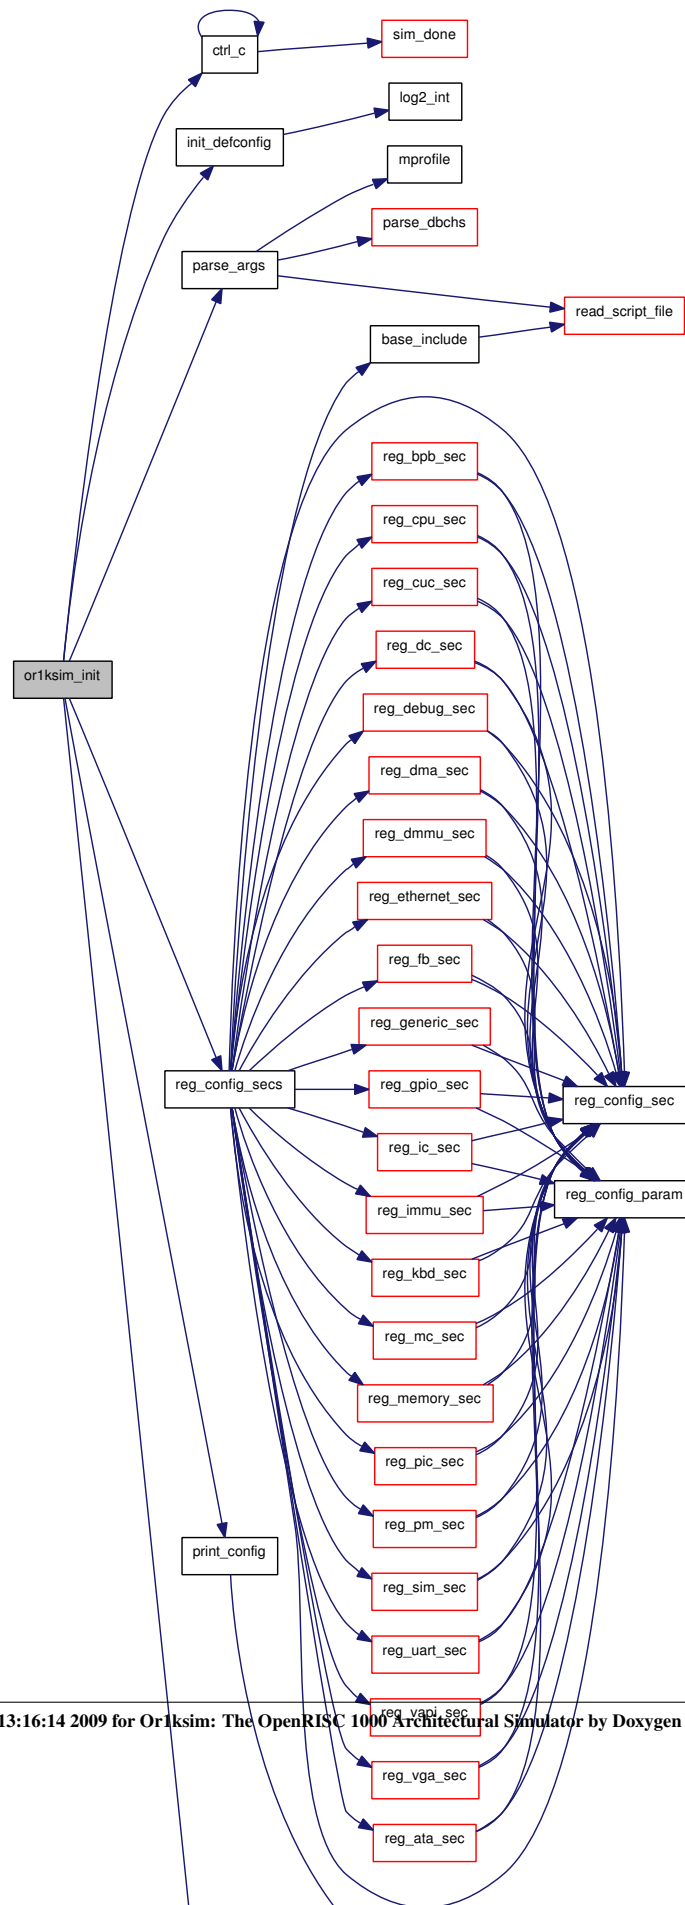 ctrl_c
sim_done
log2_int
init_defconfig
mprofile
parse_dbchs
parse_args
read_script_file
base_include
reg_bpb_sec
reg_cpu_sec
reg_cuc_sec
reg_dc_sec
or1ksim_init
reg_debug_sec
reg_dma_sec
reg_dmmu_sec
reg_ethernet_sec
reg_fb_sec
reg_generic_sec
reg_config_secs
reg_gpio_sec
reg_config_sec
reg_ic_sec
reg_config_param
reg_immu_sec
reg_kbd_sec
reg_mc_sec
reg_memory_sec
reg_pic_sec
reg_pm_sec
print_config
reg_sim_sec
reg_uart_sec
reg_vapi_sec
13:16:14 2009 for Or1ksim: The OpenRISC 1000 Architectural Simulator by Doxygen
reg_vga_sec
reg_ata_sec